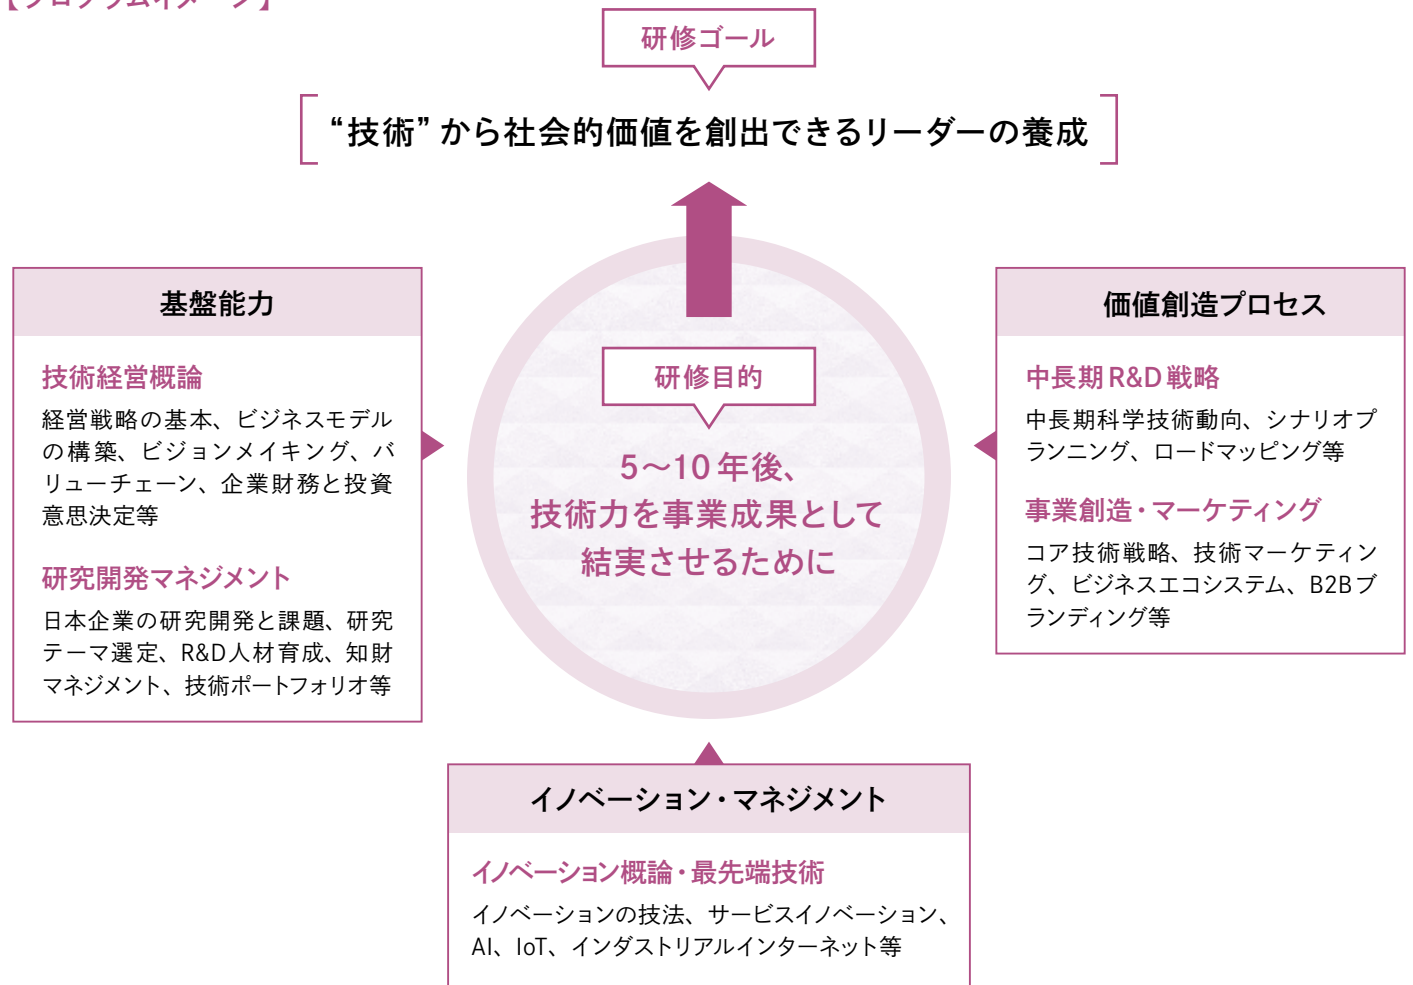 【プログラムイメージ】
研修ゴール
“技術” から社会的価値を創出できるリーダーの養成
基盤能力
技術経営概論
経営戦略の基本、ビジネスモデル
の構築、ビジョンメイキング、バ
リューチェーン、企業財務と投資
意思決定等
研究開発マネジメント
日本企業の研究開発と課題、研究
テーマ選定、R&D人材育成、知財
マネジメント、技術ポートフォリオ等
研修目的
5～10年後、
技術力を事業成果として
結実させるために
価値創造プロセス
中長期R&D戦略
中長期科学技術動向、シナリオプ
ランニング、ロードマッピング等
事業創造・マーケティング
コア技術戦略、技術マーケティン
グ、ビジネスエコシステム、B2Bブ
ランディング等
イノベーション・マネジメント
イノベーション概論・最先端技術
イノベーションの技法、サービスイノベーション、
AI、IoT、インダストリアルインターネット等